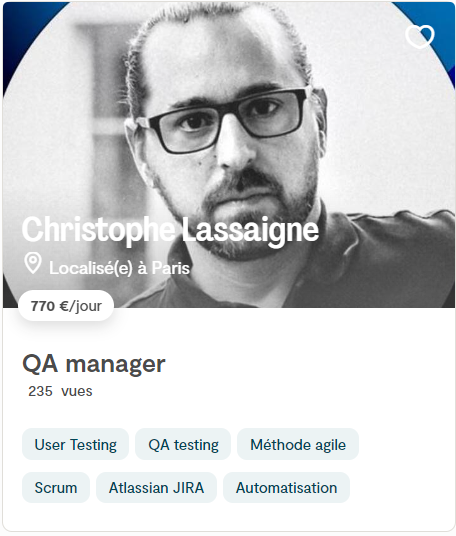 Christophe Lassaigne
Localisé(e) à Paris
770 €/jour
QA manager
235 vues
User Testing QA testing Méthode agile
Scrum Atlassian JIRA Automatisation